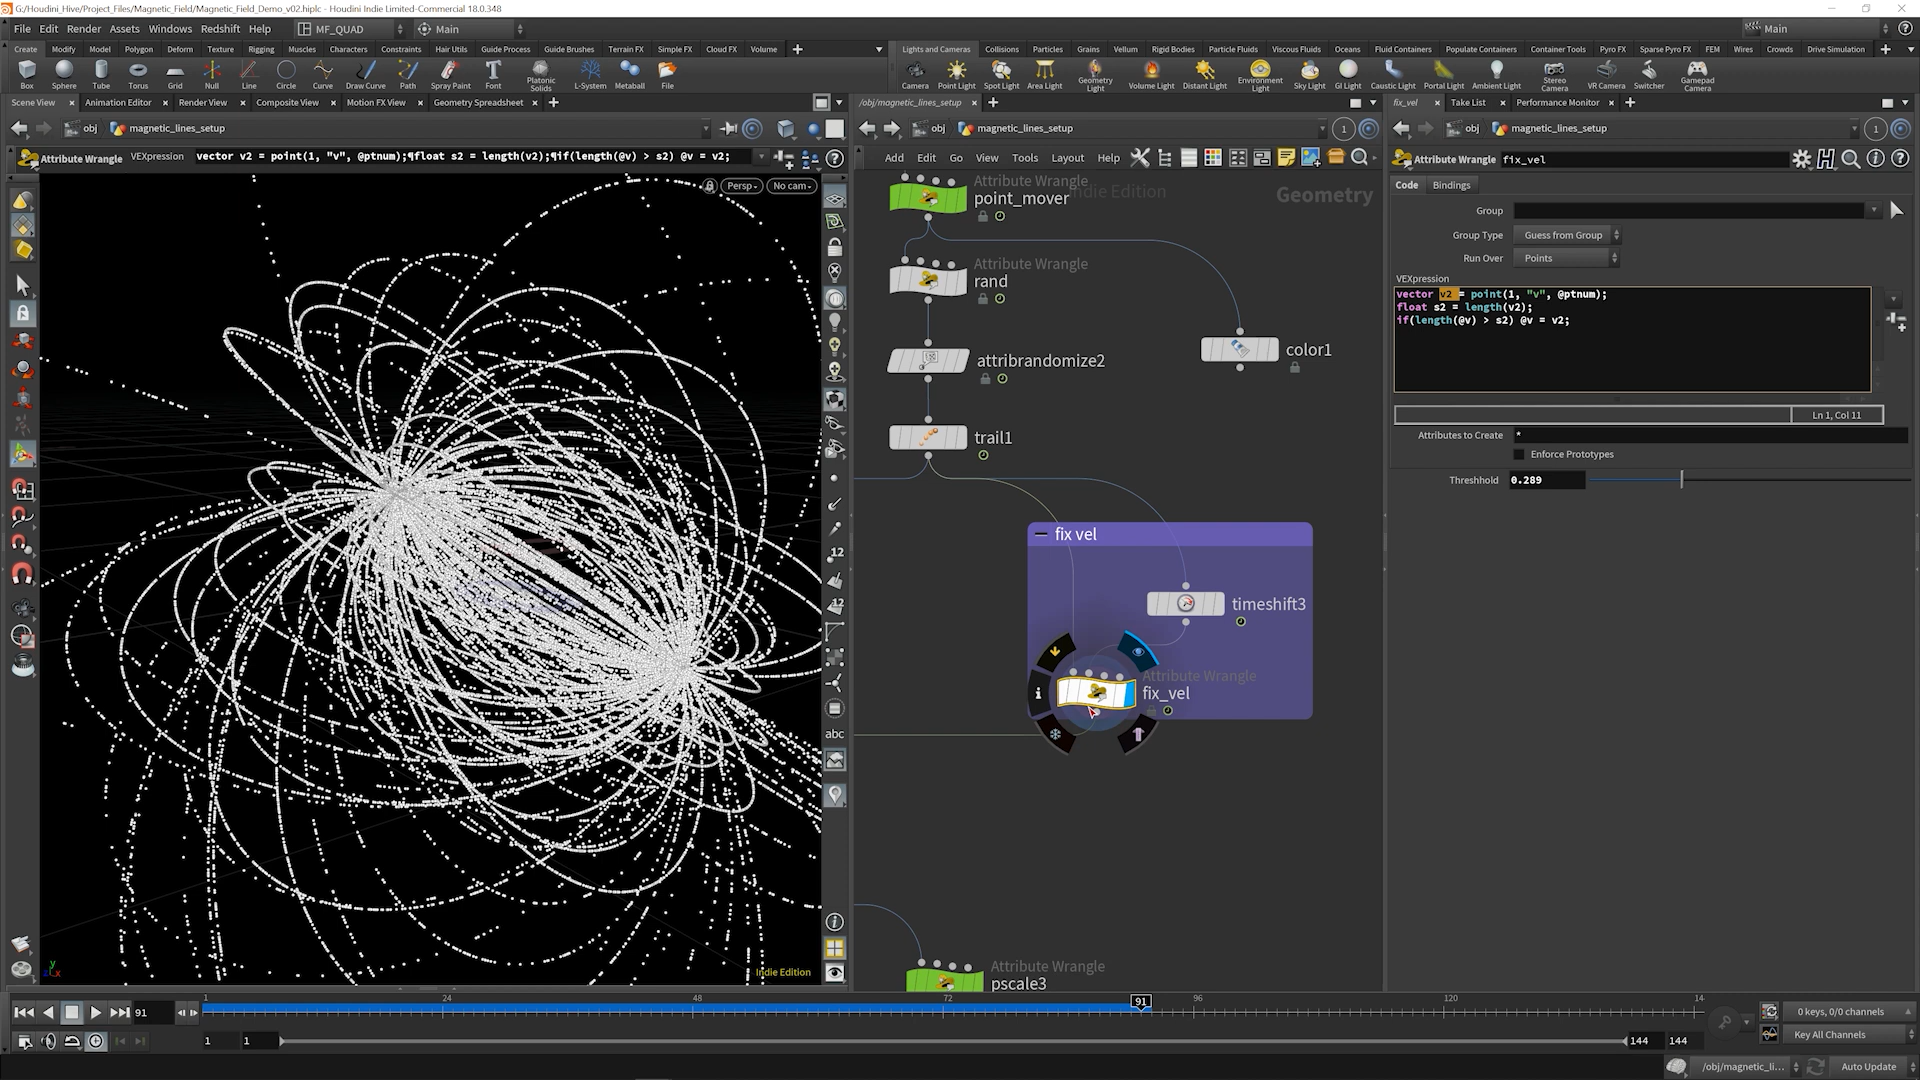 G:/Houdini_Hive/Project_Files/Magnetic_Field/Magnetic_Field_Demo_v02.hiplc - Houdini Indie Limited-Commercial 18.0.348
File Edit Render Assets Windows Redshift Help MF_QUAD Main Main
Create Modify Model Polygon Deform Texture Rigging Muscles Characters Constraints Hair Utils Guide Process Guide Brushes Terrain FX Simple FX Cloud FX Volume
Lights and Cameras Collisions Particles Grains Vellum Rigid Bodies Particle Fluids Viscous Fluids Oceans Fluid Containers Populate Containers Container Tools Pyro FX Sparse Pyro FX FEM Wires Crowds Drive Simulation
Box Sphere Tube Torus Grid Null Line Circle Curve Draw Curve Path Spray Paint Font Platonic Solids L-System Metaball File
Camera Point Light Spot Light Area Light Geometry Light Volume Light Distant Light Environment Light Sky Light GI Light Caustic Light Portal Light Ambient Light Stereo Camera VR Camera Switcher Gamepad Camera
Scene View Animation Editor Render View Composite View Motion FX View Geometry Spreadsheet
/obj/magnetic_lines_setup
fix_vel Take List Performance Monitor
obj magnetic_lines_setup
obj magnetic_lines_setup 1
obj magnetic_lines_setup 1
Attribute Wrangle VEXpression vector v2 = point(1, "v", @ptnum);¶float s2 = length(v2);¶if(length(@v) > s2) @v = v2;
Add Edit Go View Tools Layout Help
Attribute Wrangle fix_vel
Persp No cam
Code Bindings
Attribute Wrangle
point_mover
Indie Edition
Geometry
Group
Group Type Guess from Group
Run Over Points
Attribute Wrangle
rand
VEXpression
vector v2 = point(1, "v", @ptnum);
float s2 = length(v2);
if(length(@v) > s2) @v = v2;
color1
attribrandomize2
Ln 1, Col 11
trail1
Attributes to Create *
Enforce Prototypes
Threshhold 0.289
fix vel
timeshift3
Attribute Wrangle
fix_vel
12
12
abc
Indie Edition
y
z x
Attribute Wrangle
pscale3
91 1 24 48 72 91 96 120 14
0 keys, 0/0 channels
1 1 144 144
Key All Channels
/obj/magnetic_li... Auto Update